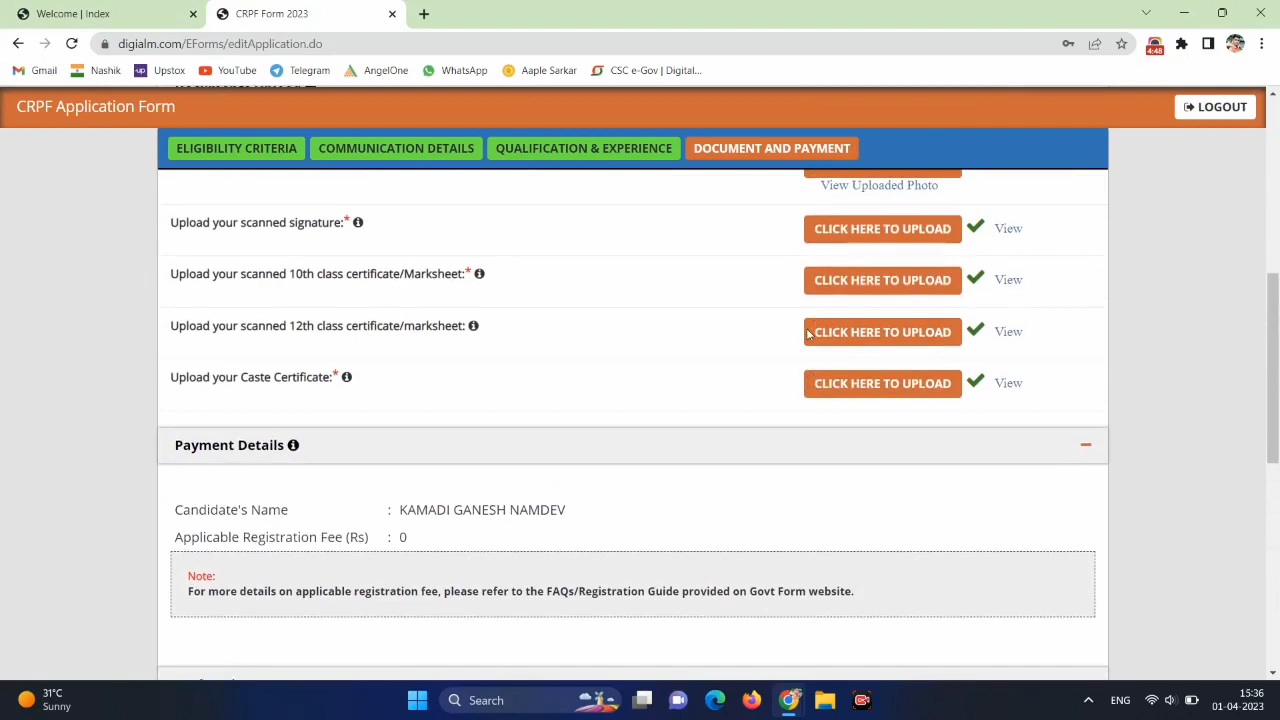 Welcome | Index
CRPF Form 2023
digialm.com/EForms/editApplication.do
4:48
Gmail
Nashik
up Upstox
YouTube
Telegram
AngelOne
WhatsApp
Aaple Sarkar
CSC e-Gov | Digital...
CRPF Application Form
LOGOUT
ELIGIBILITY CRITERIA
COMMUNICATION DETAILS
QUALIFICATION & EXPERIENCE
DOCUMENT AND PAYMENT
View Uploaded Photo
Upload your scanned signature:*
CLICK HERE TO UPLOAD
View
Upload your scanned 10th class certificate/Marksheet:*
CLICK HERE TO UPLOAD
View
Upload your scanned 12th class certificate/marksheet:
CLICK HERE TO UPLOAD
View
Upload your Caste Certificate:*
CLICK HERE TO UPLOAD
View
Payment Details
Candidate's Name : KAMADI GANESH NAMDEV
Applicable Registration Fee (Rs) : 0
Note:
For more details on applicable registration fee, please refer to the FAQs/Registration Guide provided on Govt Form website.
31°C
Sunny
Search
ENG
15:36
01-04-2023